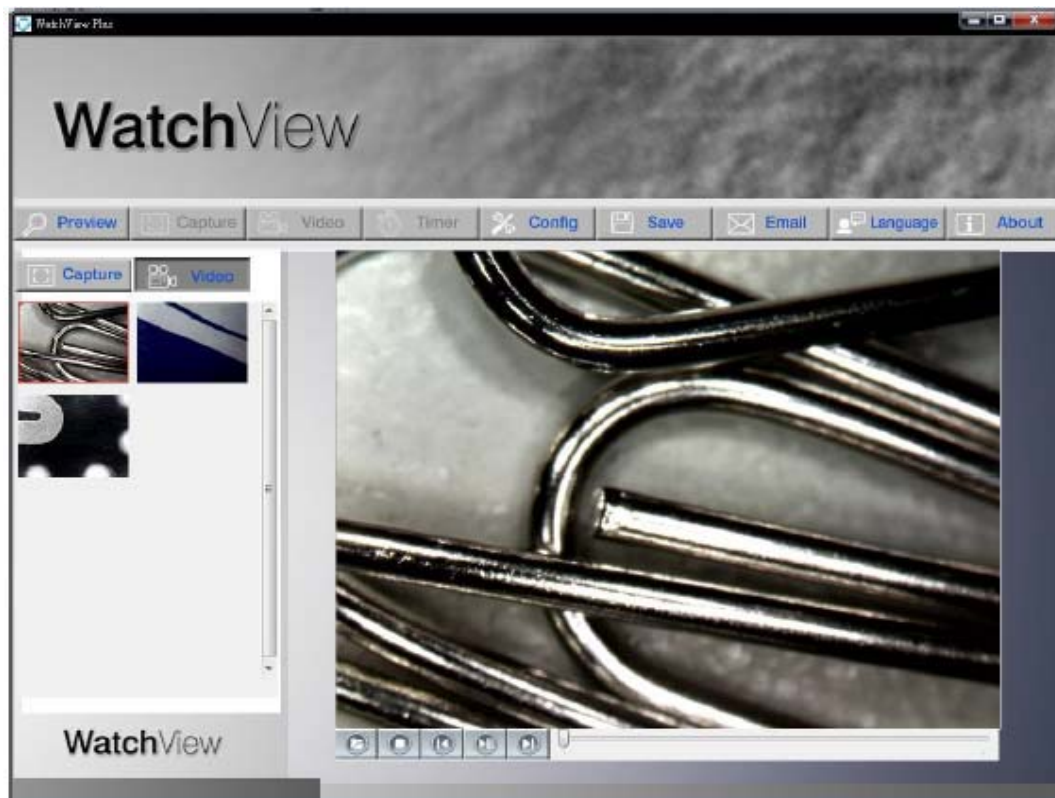 WatchView Plus
WatchView
Preview Capture Video Timer Config Save Email Language About
Capture Video
WatchView